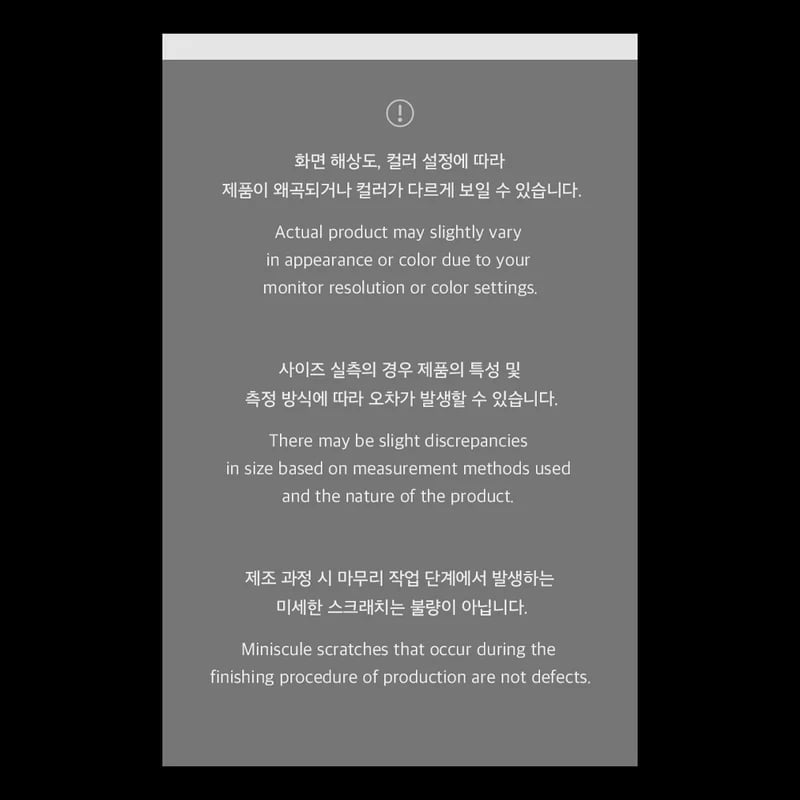 화면 해상도, 컬러 설정에 따라
제품이 왜곡되거나 컬러가 다르게 보일 수 있습니다.
Actual product may slightly vary
in appearance or color due to your
monitor resolution or color settings.
사이즈 실측의 경우 제품의 특성 및
측정 방식에 따라 오차가 발생할 수 있습니다.
There may be slight discrepancies
in size based on measurement methods used
and the nature of the product.
제조 과정 시 마무리 작업 단계에서 발생하는
미세한 스크래치는 불량이 아닙니다.
Miniscule scratches that occur during the
finishing procedure of production are not defects.